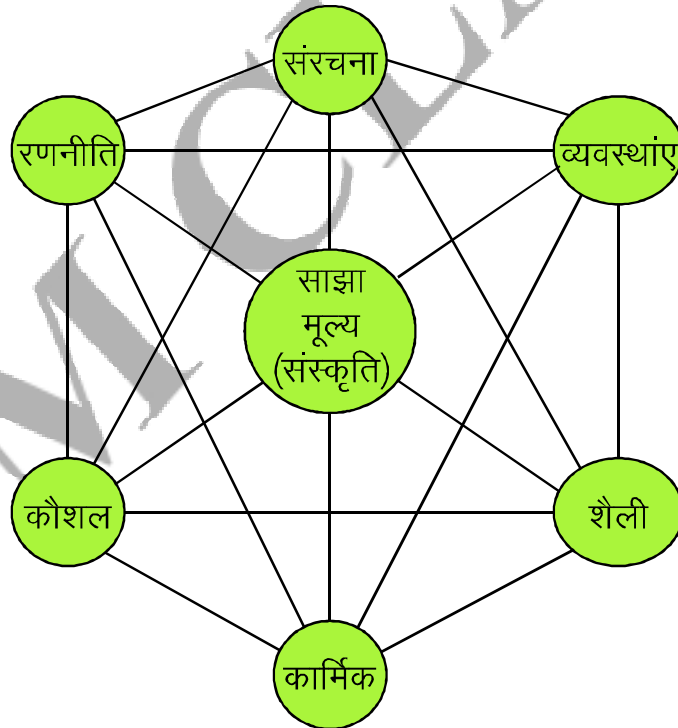 संरचना
रणनीति
व्यवस्थांए
साझा
मूल्य
(संस्कृति)
कौशल
शैली
कार्मिक